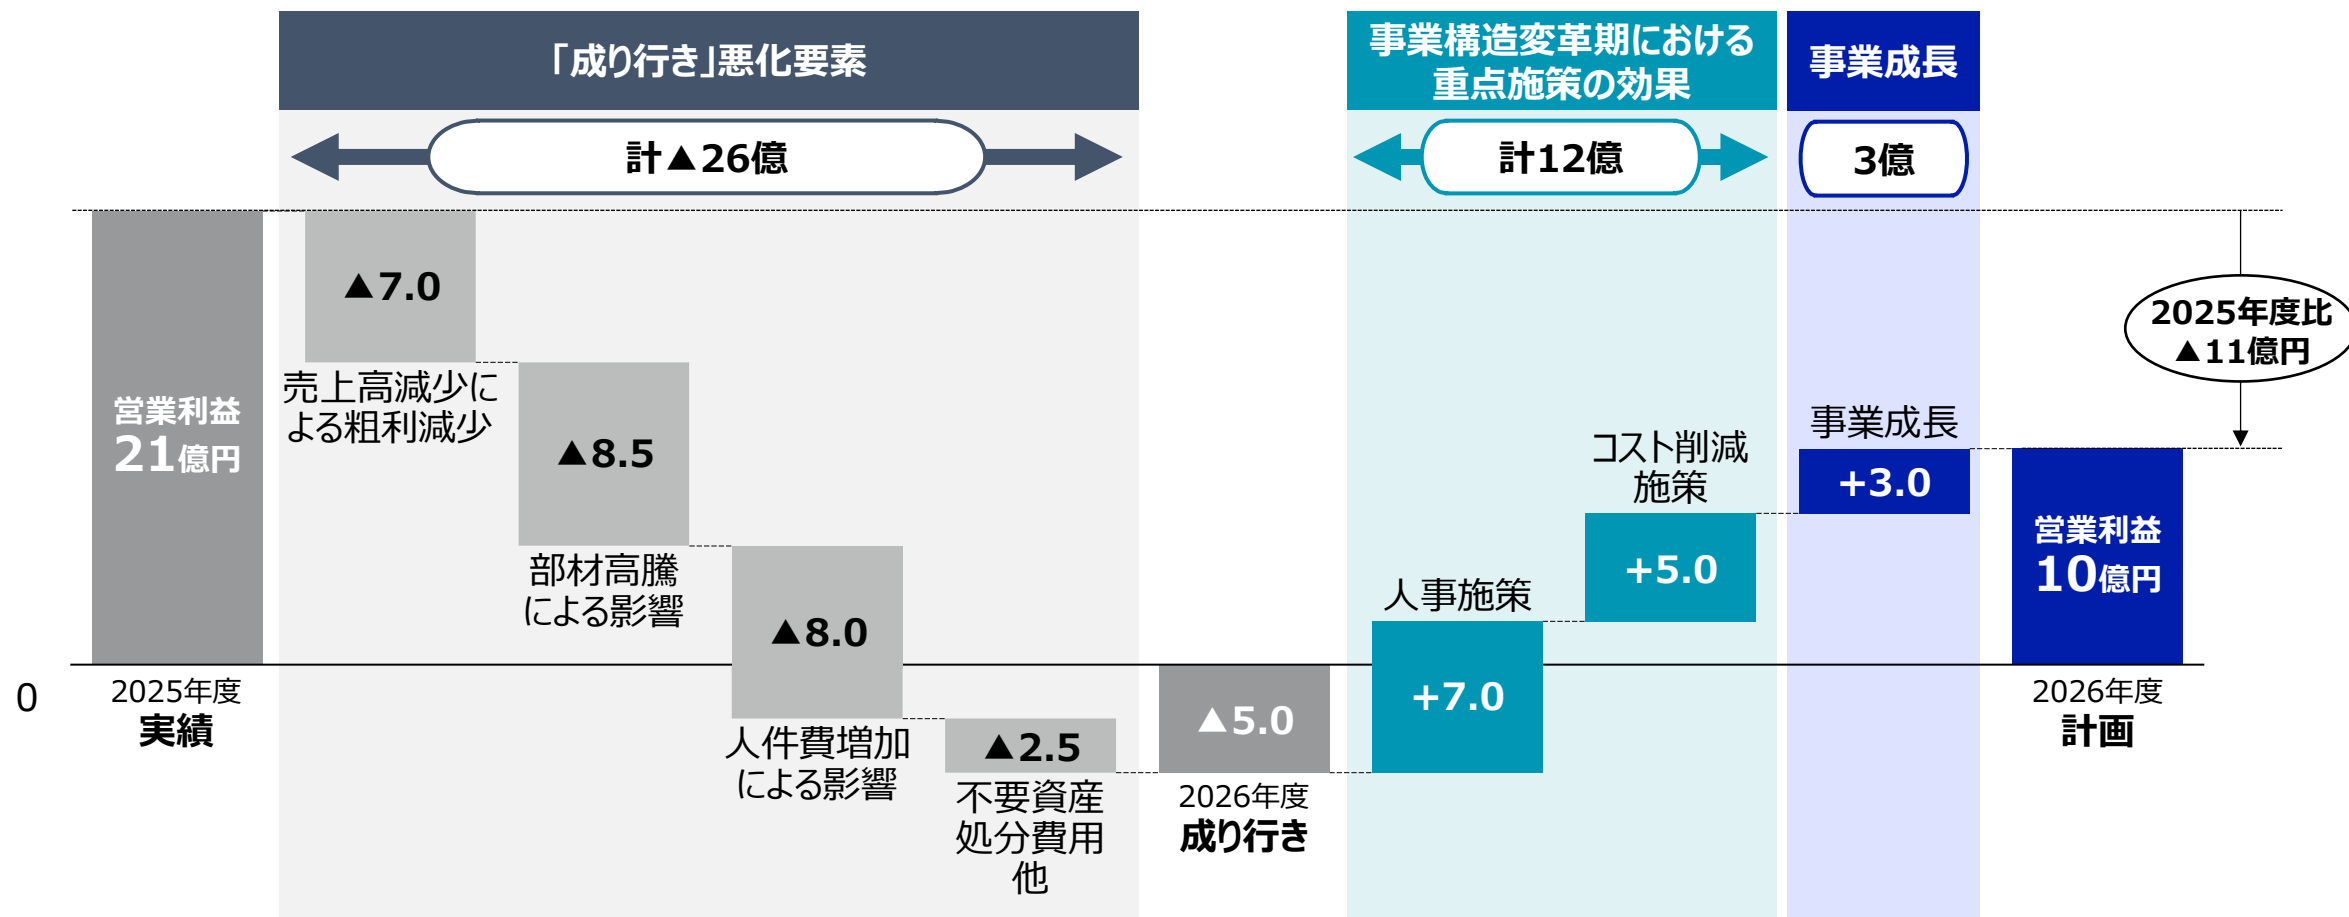 「成り行き」悪化要素
事業構造変革期における
重点施策の効果
事業成長
計▲26億
計12億
3億
営業利益
21億円
▲7.0
売上高減少に
よる粗利減少
▲8.5
部材高騰
による影響
▲8.0
人件費増加
による影響
▲2.5
不要資産
処分費用
他
▲5.0
2026年度
成り行き
人事施策
+7.0
コスト削減
施策
+5.0
事業成長
+3.0
2025年度比
▲11億円
営業利益
10億円
0
2025年度
実績
2026年度
計画